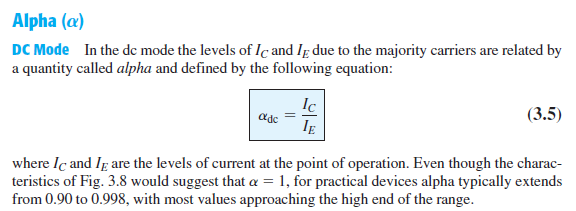 Alpha (α)
DC Mode In the dc mode the levels of I_C and I_E due to the majority carriers are related by
a quantity called alpha and defined by the following equation:
α_dc = I_C / I_E (3.5)
where I_C and I_E are the levels of current at the point of operation. Even though the charac-
teristics of Fig. 3.8 would suggest that α = 1, for practical devices alpha typically extends
from 0.90 to 0.998, with most values approaching the high end of the range.